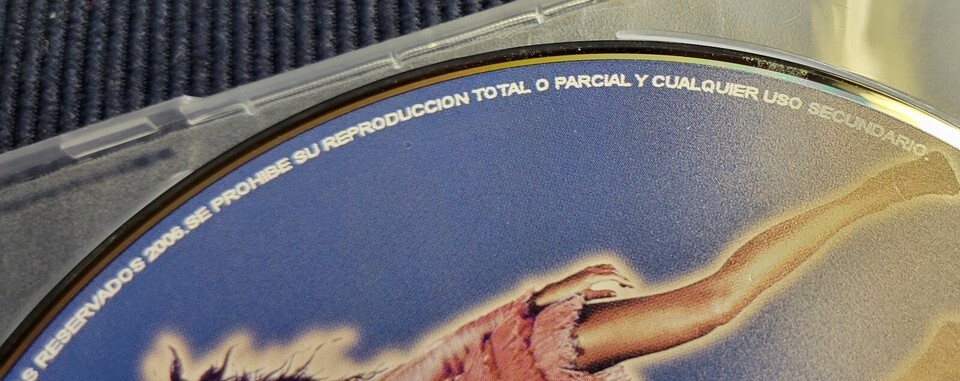 S RESERVADOS 2006. SE PROHIBE SU REPRODUCCION TOTAL O PARCIAL Y CUALQUIER USO SECUNDARIO.